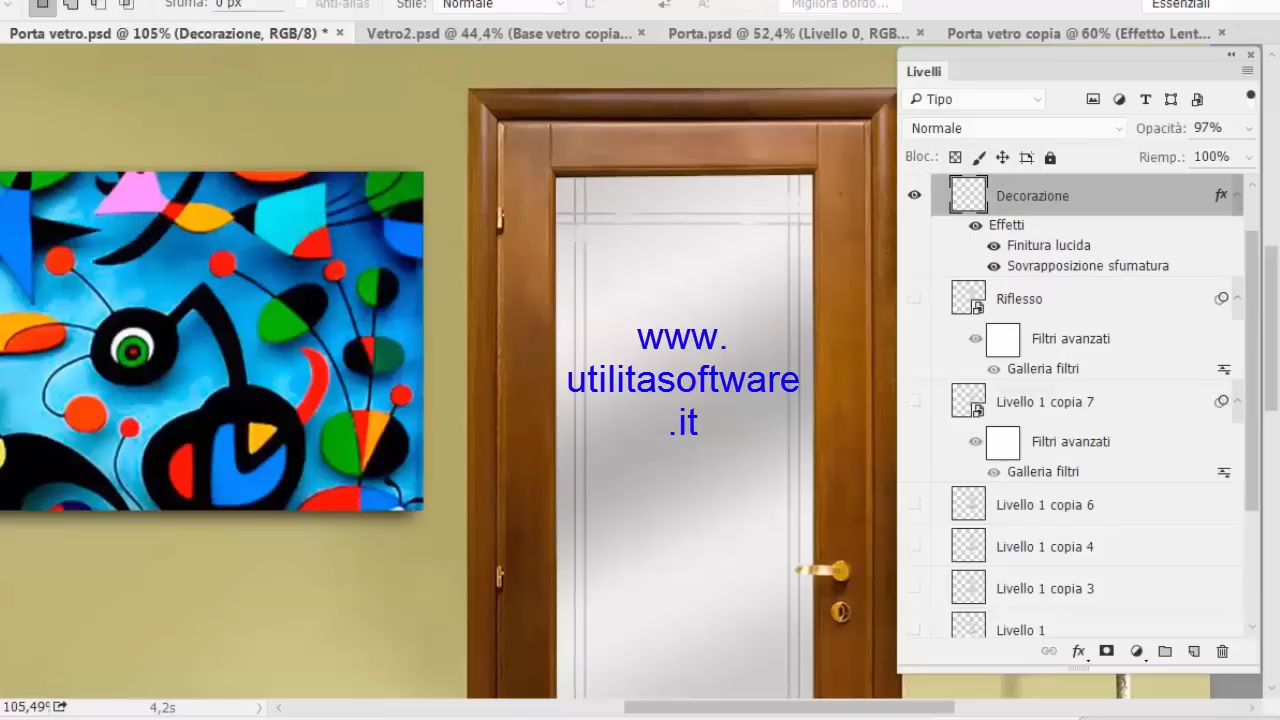 Sfuma: 0 px
Anti-alias
Stile: Normale
A:
Migliora bordo...
Essenziali
Porta vetro.psd @ 105% (Decorazione, RGB/8) *
Vetro2.psd @ 44,4% (Base vetro copia...
Porta.psd @ 52,4% (Livello 0, RGB...
Porta vetro copia @ 60% (Effetto Lent...
Livelli
Tipo
Normale
Opacità: 97%
Bloc.:
Riemp.: 100%
Decorazione
fx
Effetti
Finitura lucida
Sovrapposizione sfumatura
Riflesso
Filtri avanzati
Galleria filtri
Livello 1 copia 7
Filtri avanzati
Galleria filtri
Livello 1 copia 6
Livello 1 copia 4
Livello 1 copia 3
Livello 1
fx
www.
utilitasoftware
.it
105,49%
4,2s